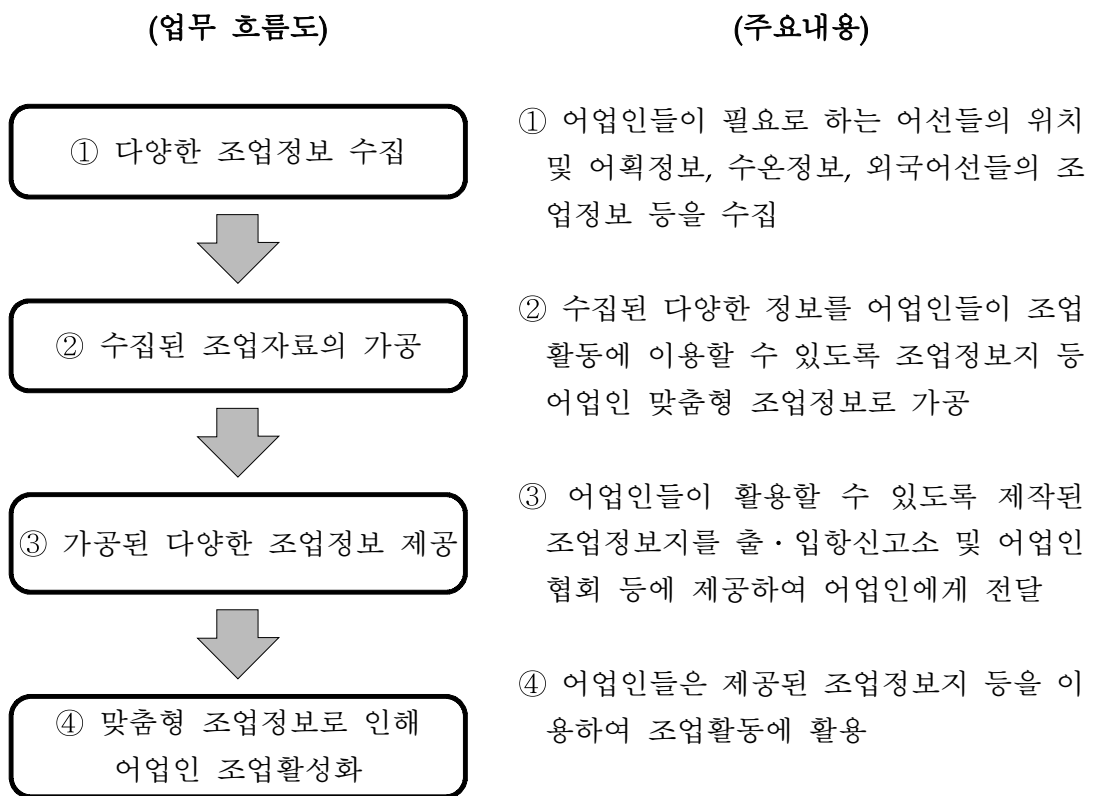 (업무 흐름도)
(주요내용)
① 다양한 조업정보 수집
① 어업인들이 필요로 하는 어선들의 위치
및 어획정보, 수온정보, 외국어선들의 조
업정보 등을 수집
② 수집된 조업자료의 가공
② 수집된 다양한 정보를 어업인들이 조업
활동에 이용할 수 있도록 조업정보지 등
어업인 맞춤형 조업정보로 가공
③ 가공된 다양한 조업정보 제공
③ 어업인들이 활용할 수 있도록 제작된
조업정보지를 출·입항신고소 및 어업인
협회 등에 제공하여 어업인에게 전달
④ 맞춤형 조업정보로 인해
어업인 조업활성화
④ 어업인들은 제공된 조업정보지 등을 이
용하여 조업활동에 활용